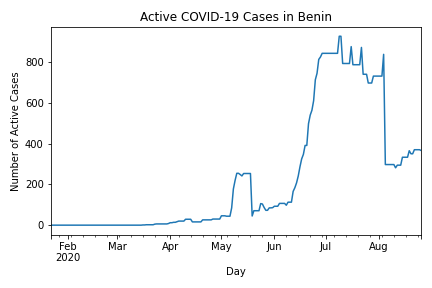 Active COVID-19 Cases in Benin
Number of Active Cases
800
600
400
200
0
Feb Mar Apr May Jun Jul Aug
2020
Day